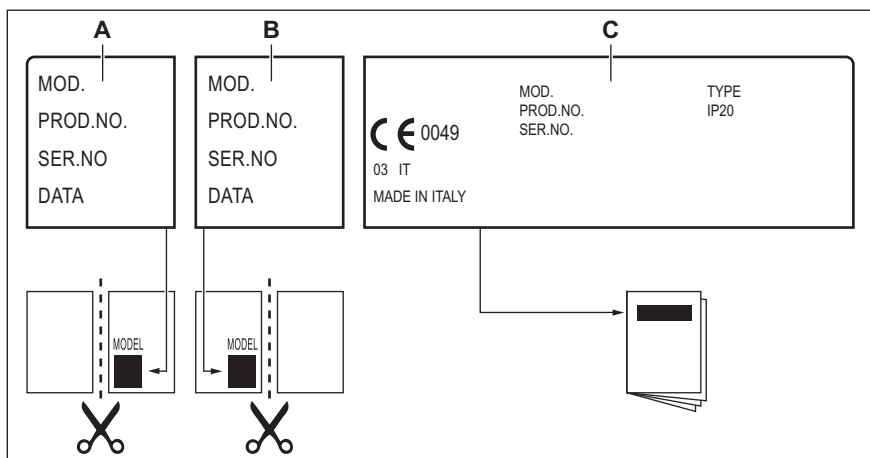 A
B
C
MOD.
PROD.NO.
SER.NO
DATA
MOD.
PROD.NO.
SER.NO
DATA
CE 0049
03 IT
MADE IN ITALY
MOD.
PROD.NO.
SER.NO.
TYPE
IP20
MODEL
MODEL